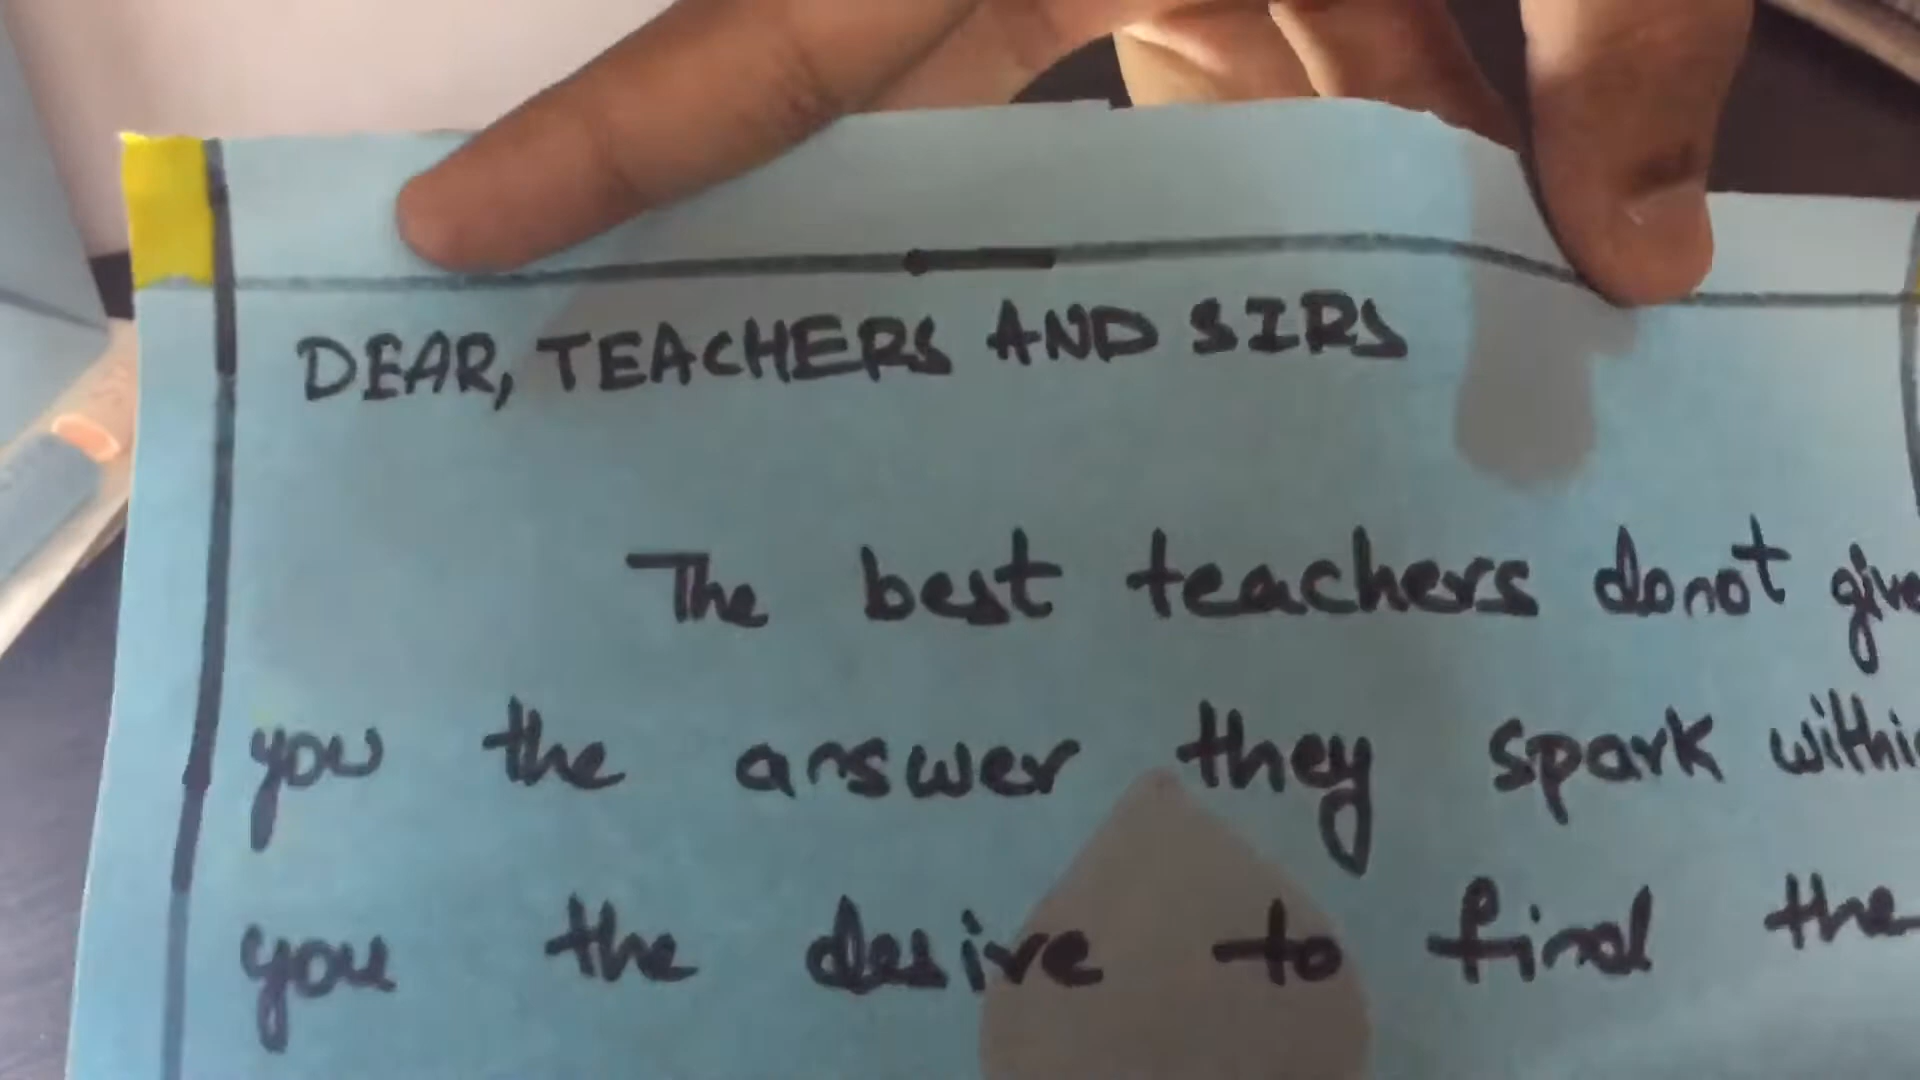 DEAR, TEACHERS AND SIRS
The best teachers donot give
you the answer they spark within
you the desire to find the